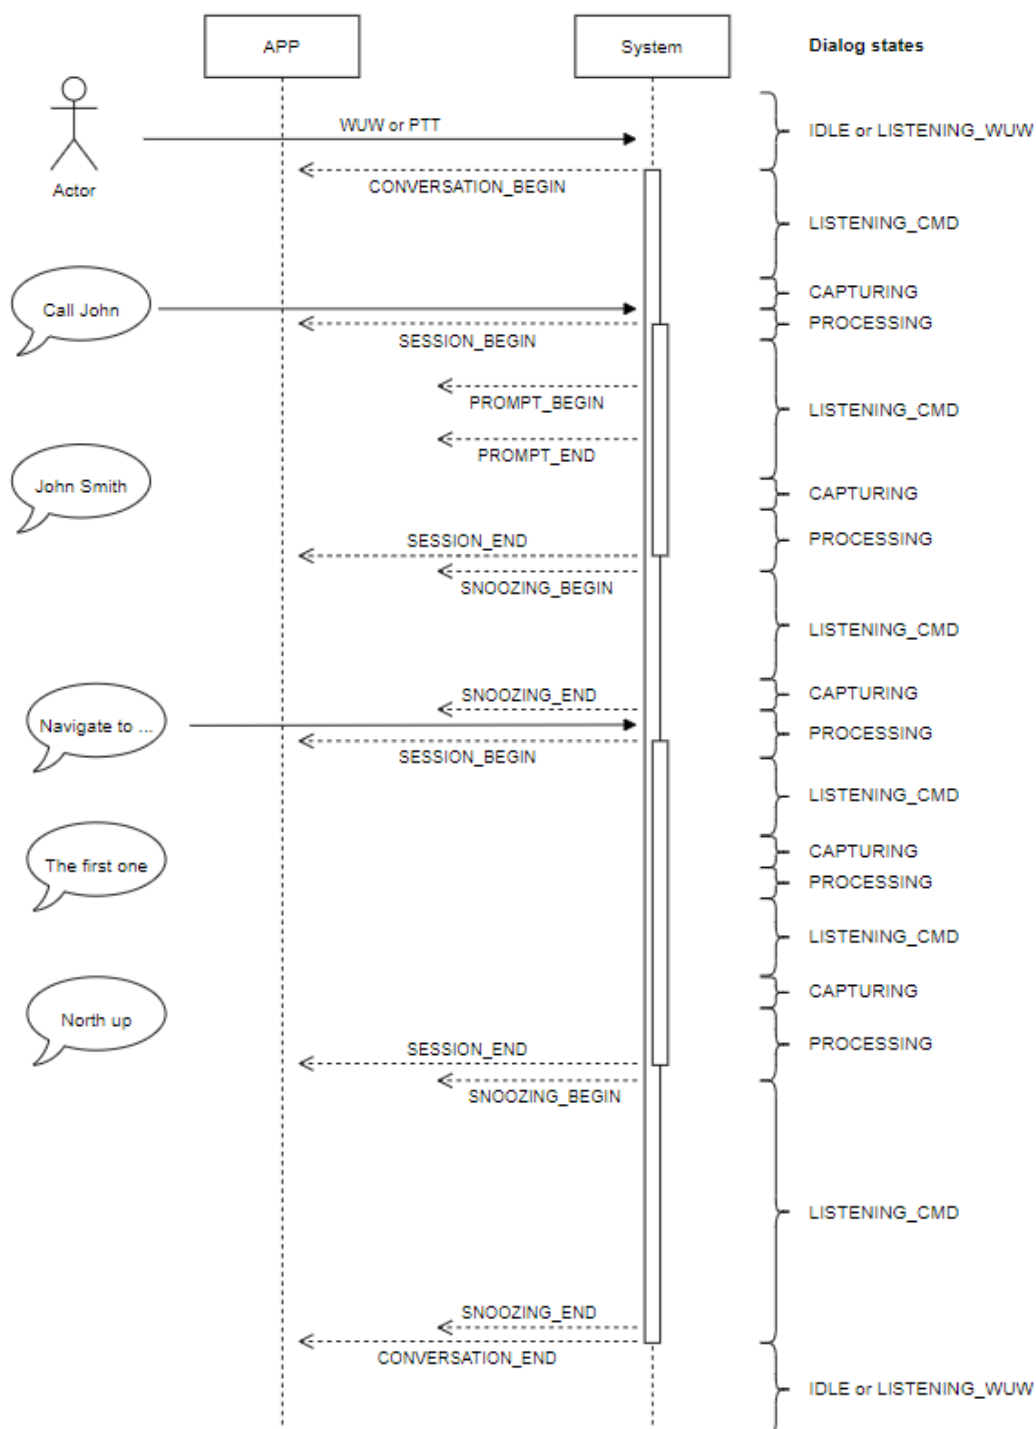 APP
System
Dialog states
WUW or PTT
IDLE or LISTENING_WUW
Actor
CONVERSATION_BEGIN
LISTENING_CMD
CAPTURING
Call John
PROCESSING
SESSION_BEGIN
PROMPT_BEGIN
LISTENING_CMD
PROMPT_END
John Smith
CAPTURING
SESSION_END
PROCESSING
SNOOZING_BEGIN
LISTENING_CMD
SNOOZING_END
CAPTURING
Navigate to ...
PROCESSING
SESSION_BEGIN
LISTENING_CMD
CAPTURING
The first one
PROCESSING
LISTENING_CMD
CAPTURING
North up
SESSION_END
PROCESSING
SNOOZING_BEGIN
LISTENING_CMD
SNOOZING_END
CONVERSATION_END
IDLE or LISTENING_WUW